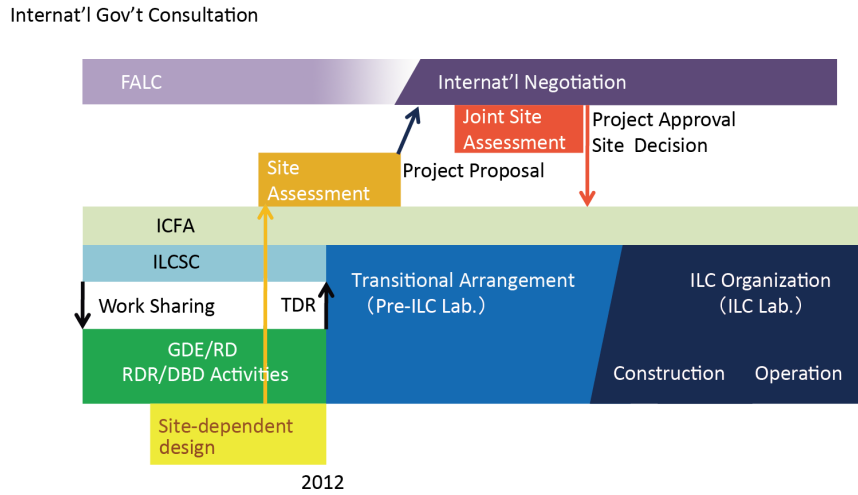 Internat'l Gov't Consultation
FALC
Internat'l Negotiation
Joint Site
Assessment
Project Approval
Site Decision
Site
Assessment
Project Proposal
ICFA
ILCSC
Transitional Arrangement
（Pre-ILC Lab.）
ILC Organization
（ILC Lab.）
Work Sharing
TDR
GDE/RD
RDR/DBD Activities
Construction
Operation
Site-dependent
design
2012